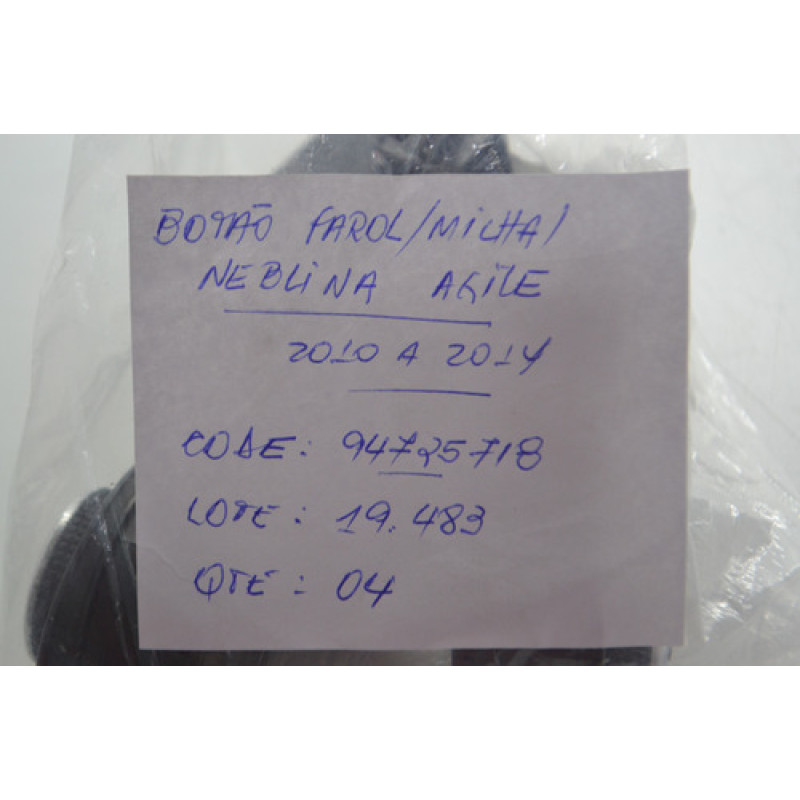 BOTÃO FAROL/MILHA/
NEBLINA AGILE
2010 A 2014
CODE: 94725718
LOTE: 19.483
QTE: 04